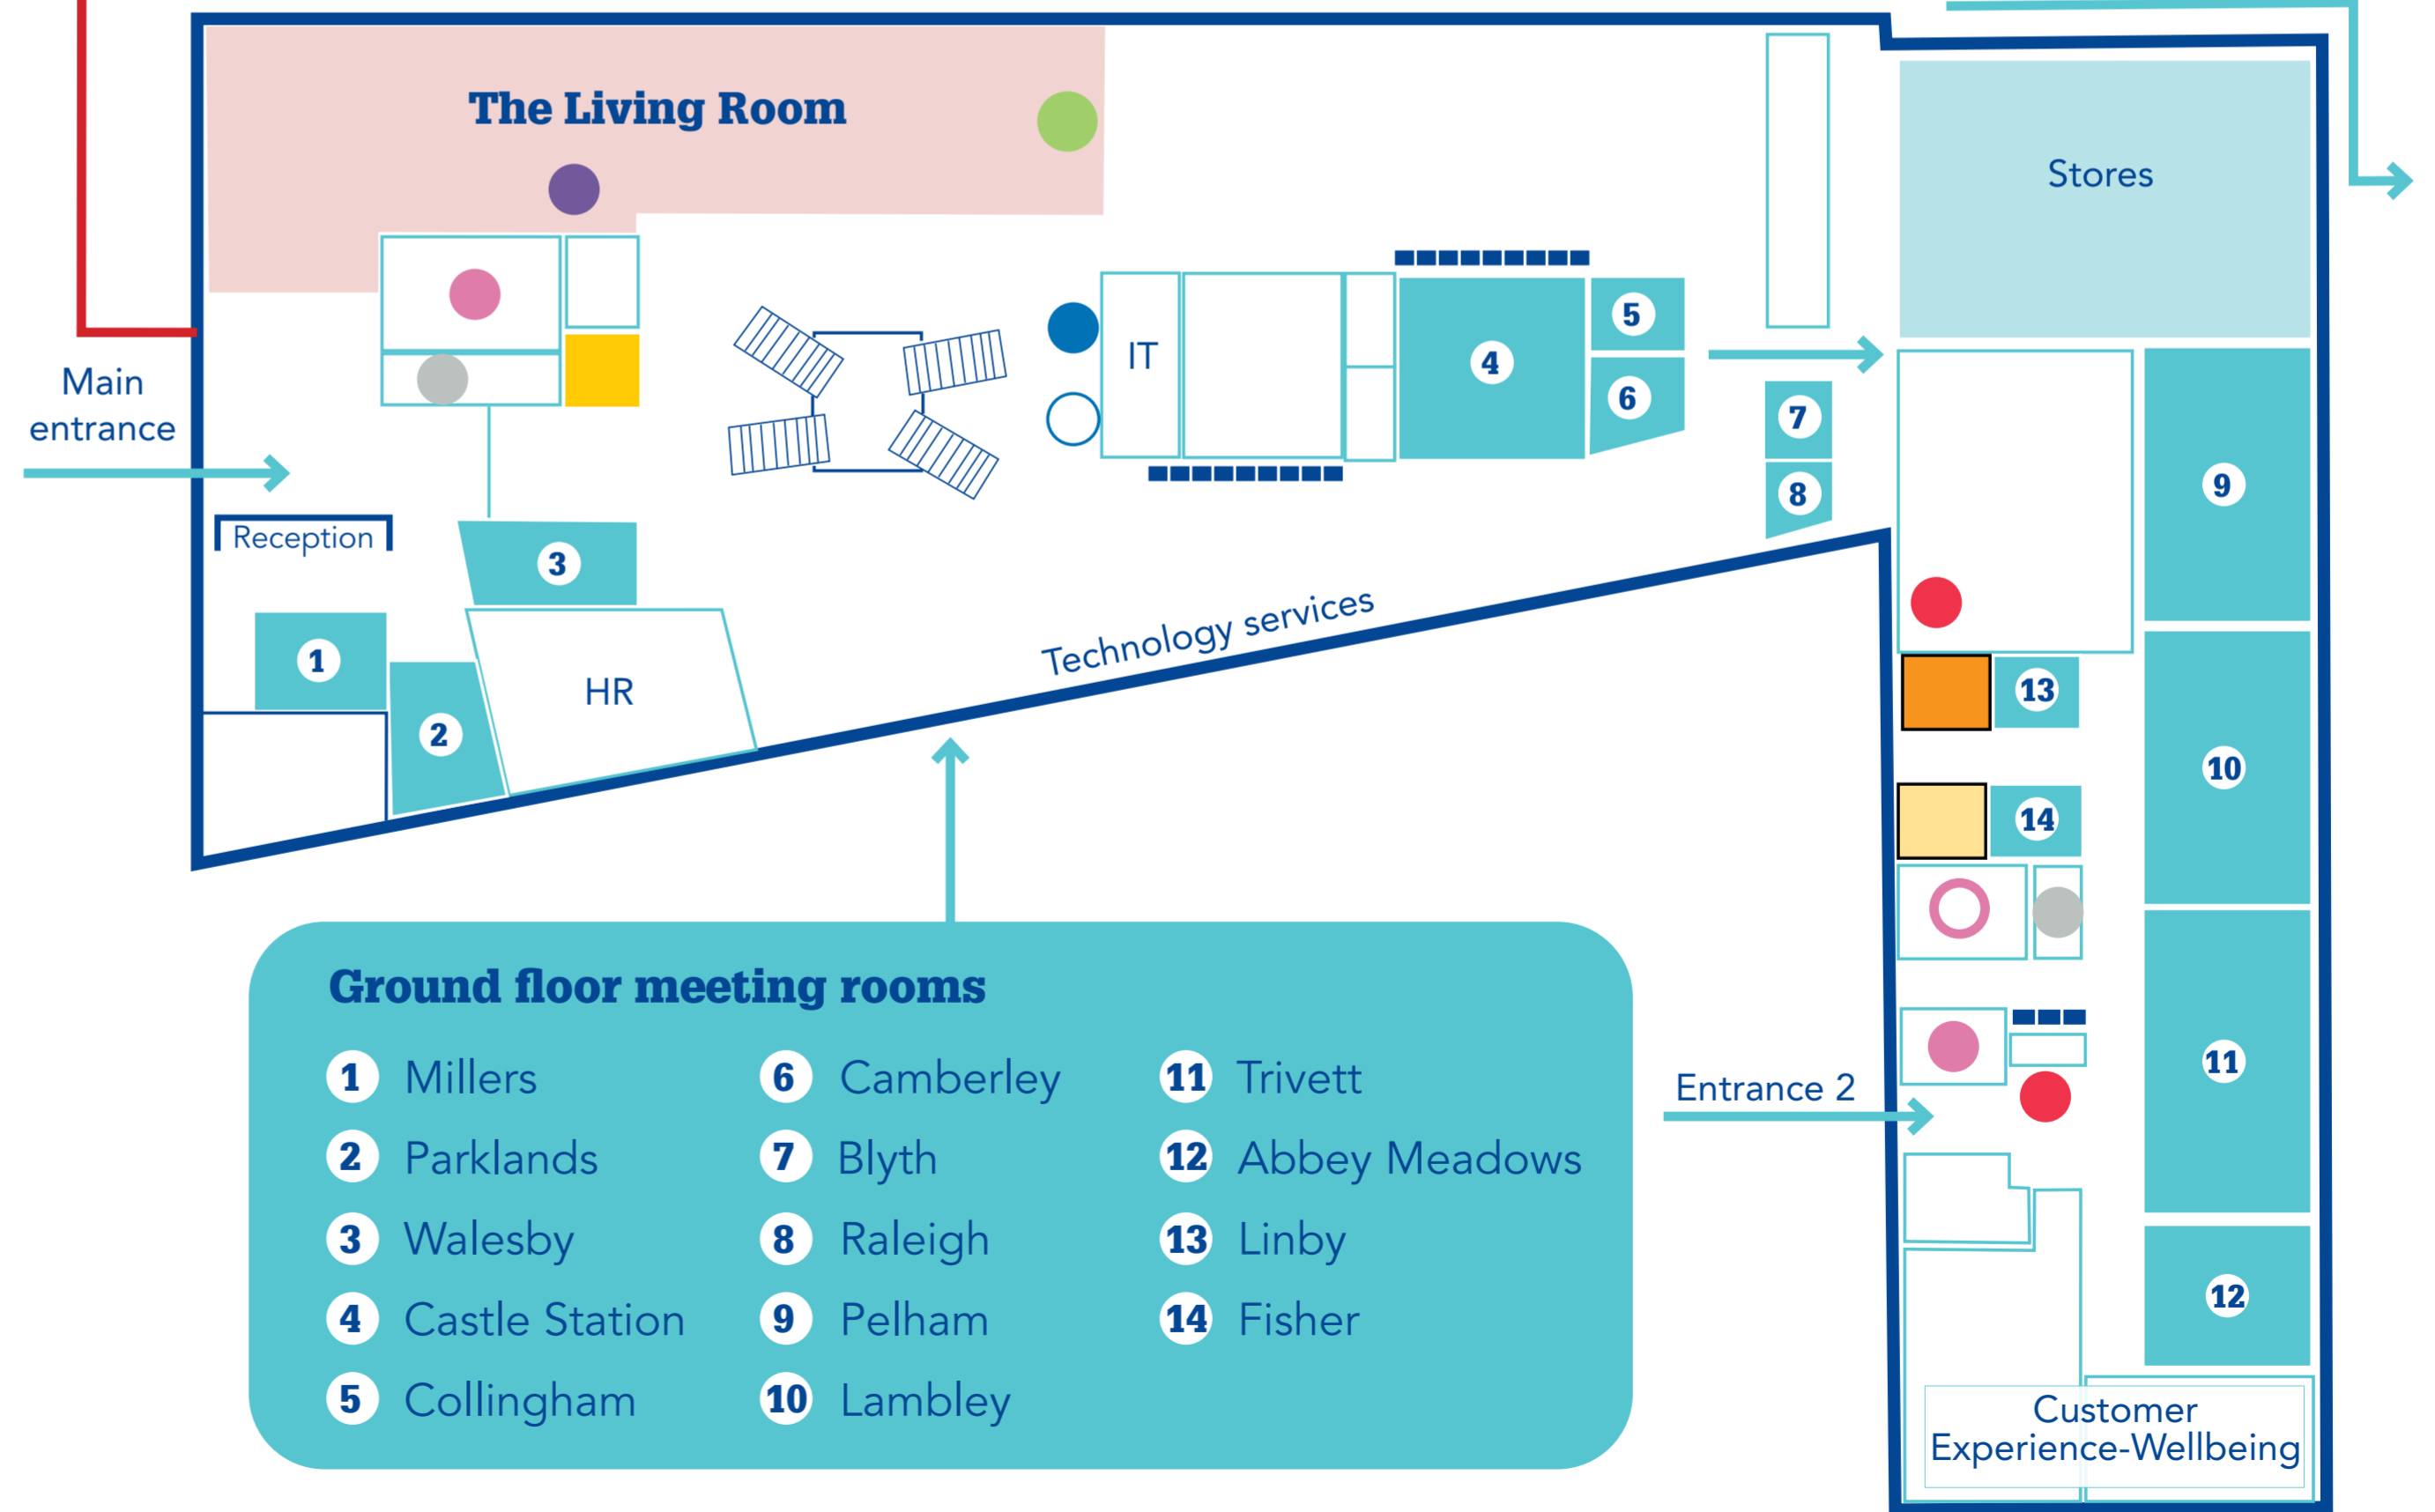 The Living Room
Stores
IT
Main
entrance
Reception
5
4
6
7
8
9
3
1
2
HR
Technology services
13
10
14
11
12
Entrance 2
Customer
Experience-Wellbeing
Ground floor meeting rooms
1 Millers
2 Parklands
3 Walesby
4 Castle Station
5 Collingham
6 Camberley
7 Blyth
8 Raleigh
9 Pelham
10 Lambley
11 Trivett
12 Abbey Meadows
13 Linby
14 Fisher